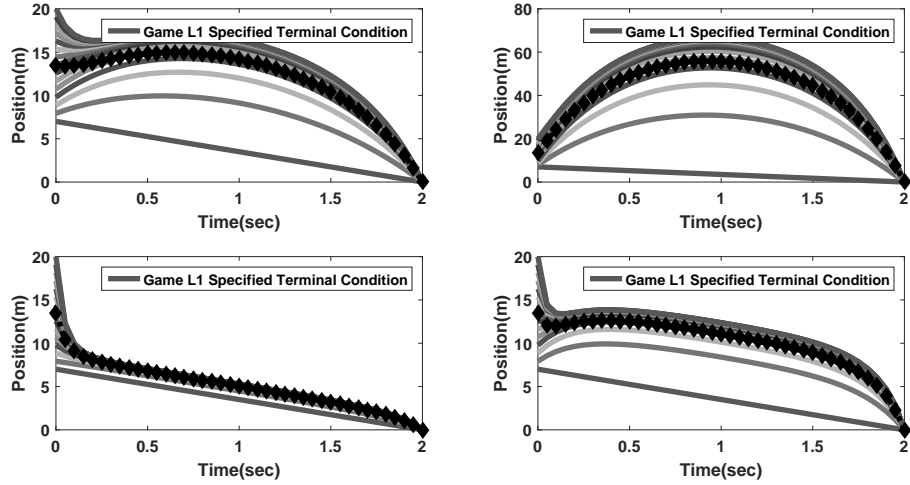 20
15
10
5
0
Position(m)
Game L1 Specified Terminal Condition
0 0.5 1 1.5 2
Time(sec)
80
60
40
20
0
Position(m)
Game L1 Specified Terminal Condition
0 0.5 1 1.5 2
Time(sec)
20
15
10
5
0
Position(m)
Game L1 Specified Terminal Condition
0 0.5 1 1.5 2
Time(sec)
20
15
10
5
0
Position(m)
Game L1 Specified Terminal Condition
0 0.5 1 1.5 2
Time(sec)